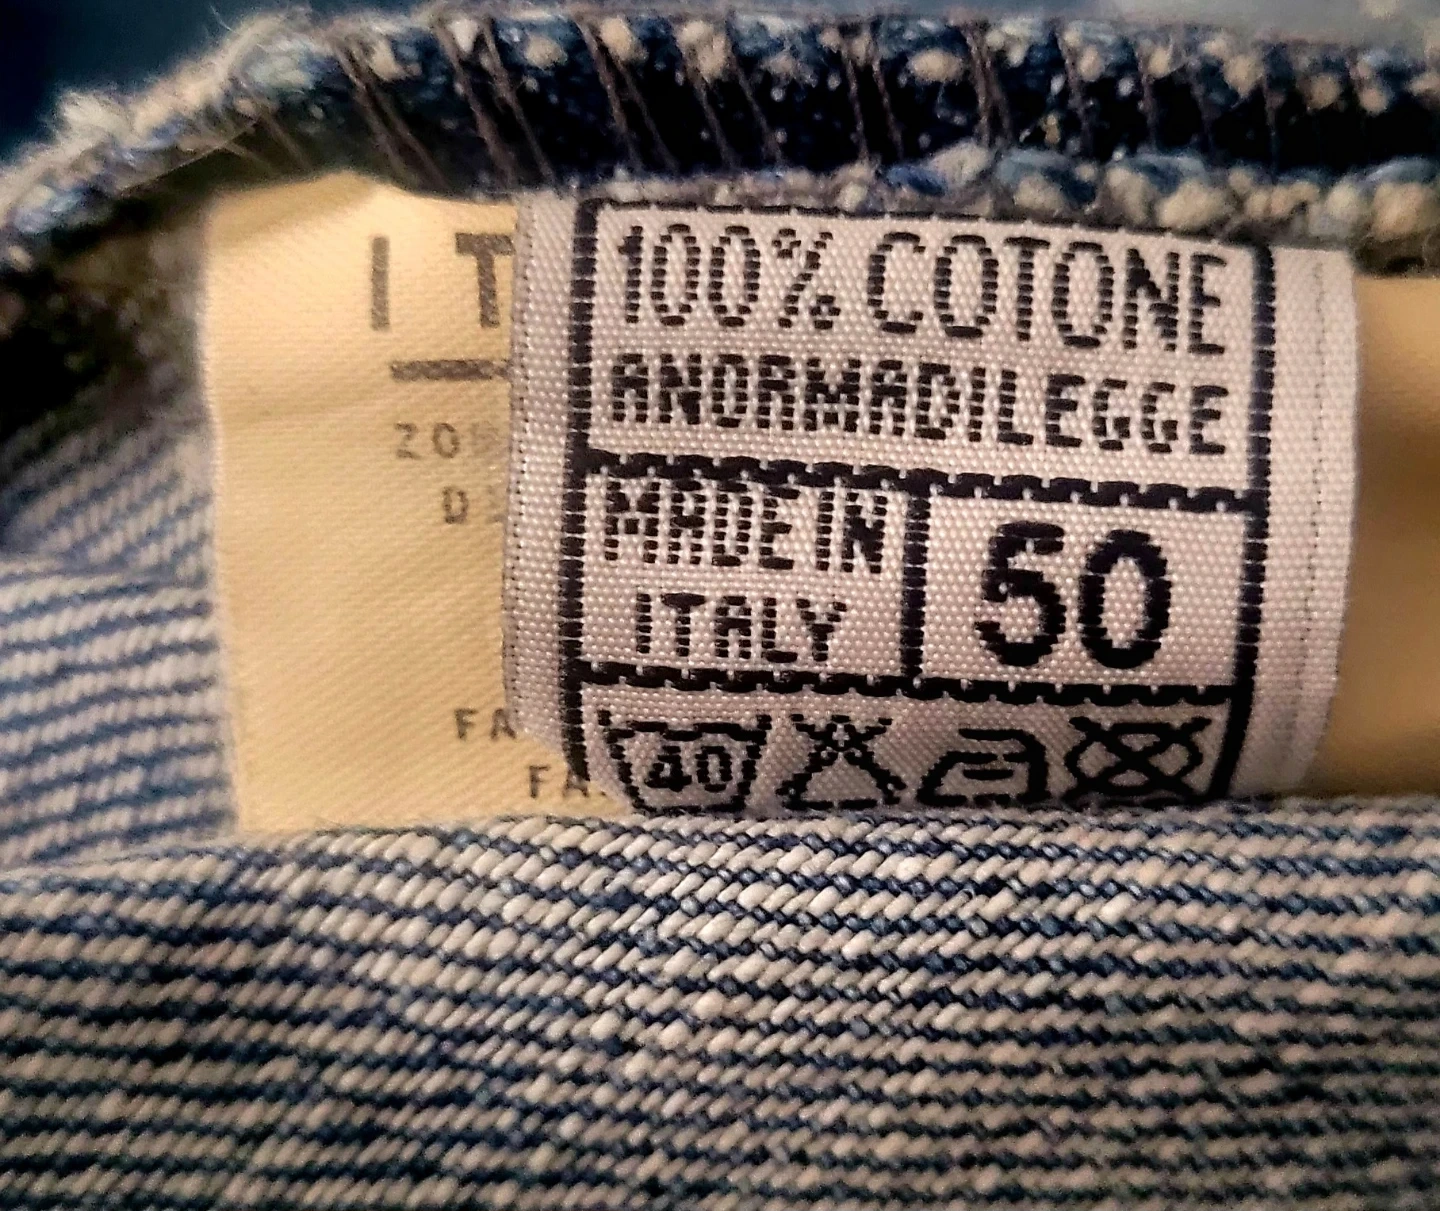 100% COTONE
ANORMADILEGGE
MADE IN
ITALY
50
40
I T